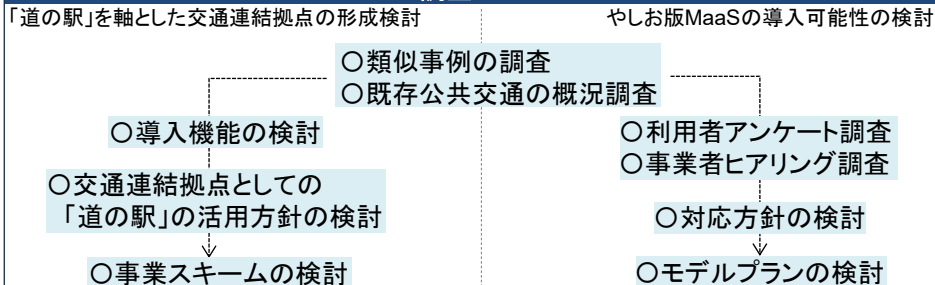 「道の駅」を軸とした交通連結拠点の形成検討
やしお版MaaSの導入可能性の検討
○類似事例の調査
○既存公共交通の概況調査
○導入機能の検討
○交通連結拠点としての
「道の駅」の活用方針の検討
○事業スキームの検討
○利用者アンケート調査
○事業者ヒアリング調査
○対応方針の検討
○モデルプランの検討